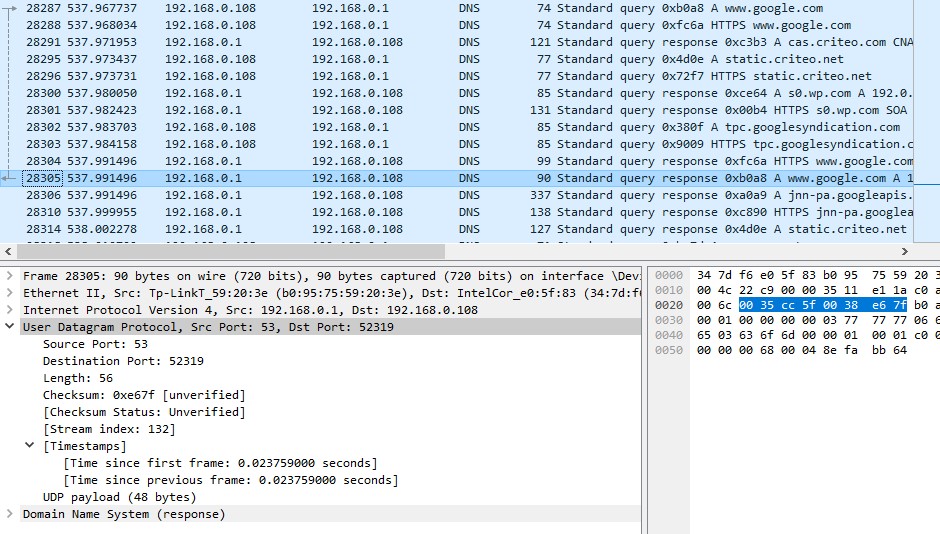 28287 537.967737 192.168.0.108 192.168.0.1 DNS 74 Standard query 0xb0a8 A www.google.com
28288 537.968034 192.168.0.108 192.168.0.1 DNS 74 Standard query 0xfc6a HTTPS www.google.com
28291 537.971953 192.168.0.1 192.168.0.108 DNS 121 Standard query response 0xc3b3 A cas.criteo.com CNA
28295 537.973437 192.168.0.108 192.168.0.1 DNS 77 Standard query 0x4d0e A static.criteo.net
28296 537.973731 192.168.0.108 192.168.0.1 DNS 77 Standard query 0x72f7 HTTPS static.criteo.net
28300 537.980050 192.168.0.1 192.168.0.108 DNS 85 Standard query response 0xce64 A s0.wp.com A 192.0.
28301 537.982423 192.168.0.1 192.168.0.108 DNS 131 Standard query response 0x00b4 HTTPS s0.wp.com SOA
28302 537.983703 192.168.0.108 192.168.0.1 DNS 85 Standard query 0x380f A tpc.googlesyndication.com
28303 537.984158 192.168.0.108 192.168.0.1 DNS 85 Standard query 0x9009 HTTPS tpc.googlesyndication.c
28304 537.991496 192.168.0.1 192.168.0.108 DNS 99 Standard query response 0xfc6a HTTPS www.google.com
28305 537.991496 192.168.0.1 192.168.0.108 DNS 90 Standard query response 0xb0a8 A www.google.com A 1
28306 537.991496 192.168.0.1 192.168.0.108 DNS 337 Standard query response 0xa0a9 A jnn-pa.googleapis.
28310 537.999955 192.168.0.1 192.168.0.108 DNS 138 Standard query response 0xc890 HTTPS jnn-pa.googlea
28314 538.002278 192.168.0.1 192.168.0.108 DNS 127 Standard query response 0x4d0e A static.criteo.net
Frame 28305: 90 bytes on wire (720 bits), 90 bytes captured (720 bits) on interface \Devi
Ethernet II, Src: Tp-LinkT_59:20:3e (b0:95:75:59:20:3e), Dst: IntelCor_e0:5f:83 (34:7d:f6
Internet Protocol Version 4, Src: 192.168.0.1, Dst: 192.168.0.108
User Datagram Protocol, Src Port: 53, Dst Port: 52319
Source Port: 53
Destination Port: 52319
Length: 56
Checksum: 0xe67f [unverified]
[Checksum Status: Unverified]
[Stream index: 132]
[Timestamps]
[Time since first frame: 0.023759000 seconds]
[Time since previous frame: 0.023759000 seconds]
UDP payload (48 bytes)
Domain Name System (response)
0000 34 7d f6 e0 5f 83 b0 95 75 59 20 3
0010 00 4c 22 c9 00 00 35 11 e1 1a c0 a
0020 00 6c 00 35 cc 5f 00 38 e6 7f b0 a
0030 00 01 00 00 00 00 03 77 77 77 06 6
0040 65 03 63 6f 6d 00 00 01 00 01 c0 0
0050 00 00 00 68 00 04 8e fa bb 64